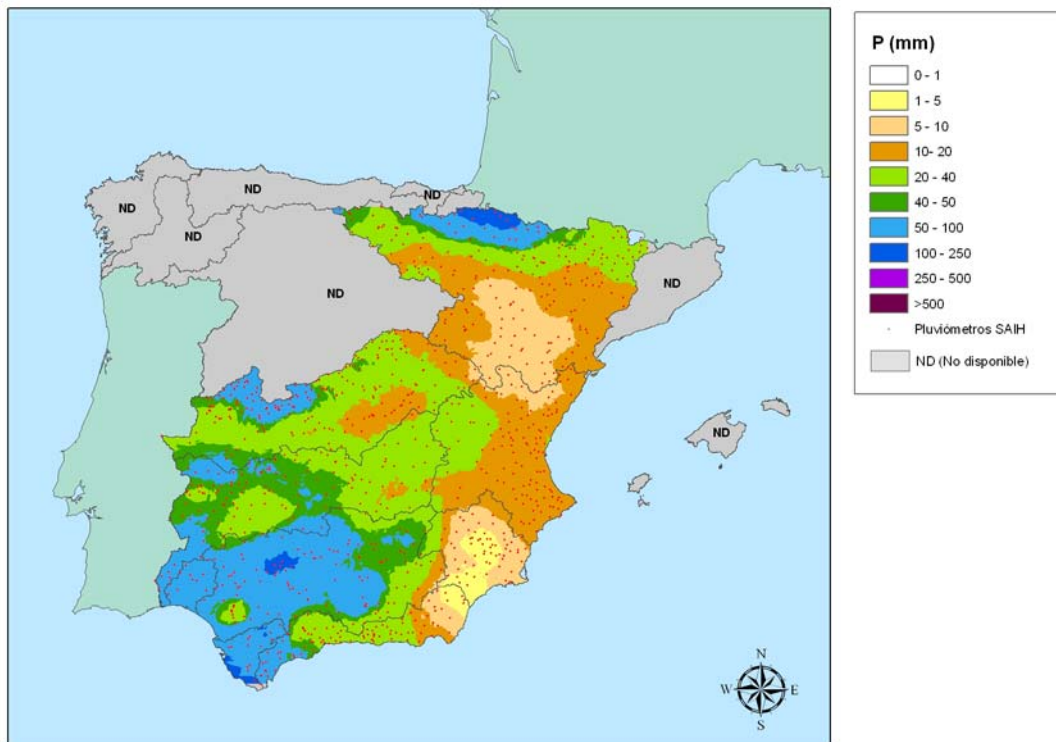 P (mm)
0 - 1
1 - 5
5 - 10
10- 20
20 - 40
40 - 50
50 - 100
100 - 250
250 - 500
>500
Pluviómetros SAIH
ND (No disponible)
ND
ND
ND
ND
ND
ND
ND
N
W
E
S